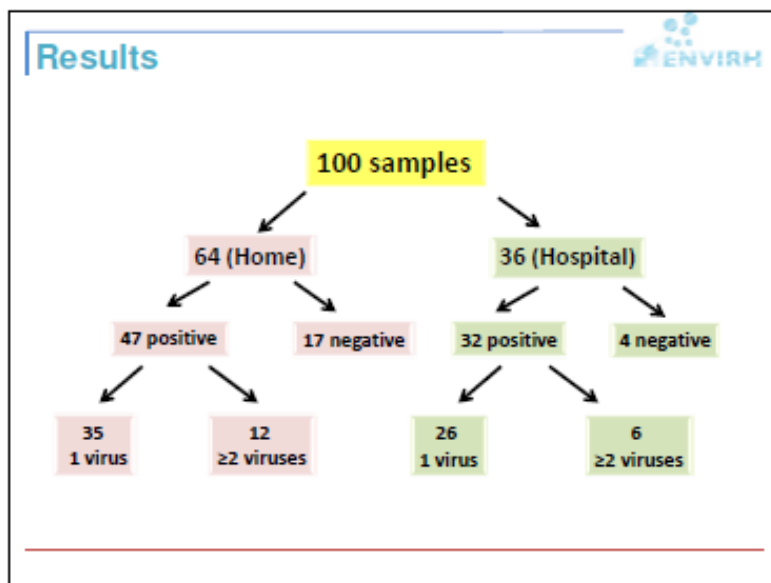 Results
ENVIRH
100 samples
64 (Home)
36 (Hospital)
47 positive
17 negative
32 positive
4 negative
35
1 virus
12
≥2 viruses
26
1 virus
6
≥2 viruses